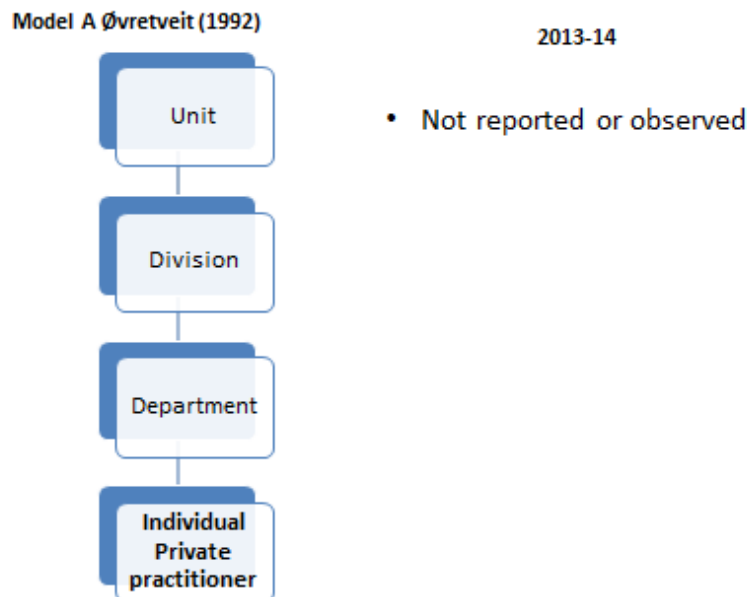 Model A Øvretveit (1992)
2013-14
Unit
• Not reported or observed
Division
Department
Individual
Private
practitioner